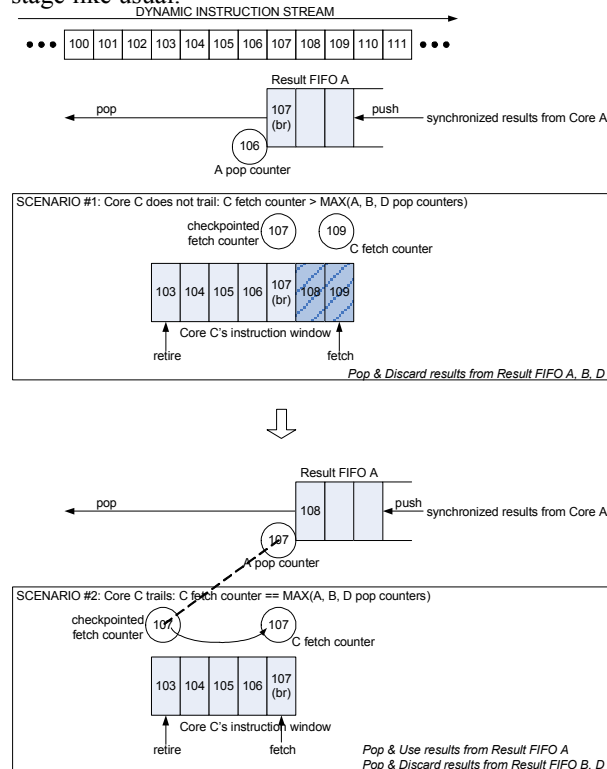 stage like usual.
DYNAMIC INSTRUCTION STREAM
100 101 102 103 104 105 106 107 108 109 110 111
Result FIFO A
pop
107 (br)
push
synchronized results from Core A
106
A pop counter
SCENARIO #1: Core C does not trail: C fetch counter > MAX(A, B, D pop counters)
checkpointed fetch counter
107
109
C fetch counter
103 104 105 106 107 (br) 108 109
Core C's instruction window
retire
fetch
Pop & Discard results from Result FIFO A, B, D
Result FIFO A
pop
108
push
synchronized results from Core A
107
A pop counter
SCENARIO #2: Core C trails: C fetch counter == MAX(A, B, D pop counters)
checkpointed fetch counter
107
107
C fetch counter
103 104 105 106 107 (br)
Core C's instruction window
retire
fetch
Pop & Use results from Result FIFO A
Pop & Discard results from Result FIFO B, D